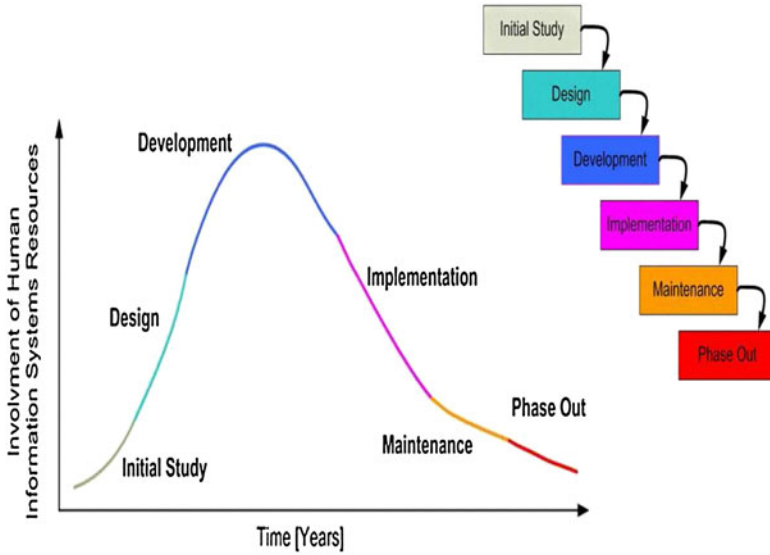 Initial Study
Design
Development
Implementation
Maintenance
Phase Out
Involvment of Human
Information Systems Resources
Development
Design
Initial Study
Implementation
Maintenance
Phase Out
Time [Years]